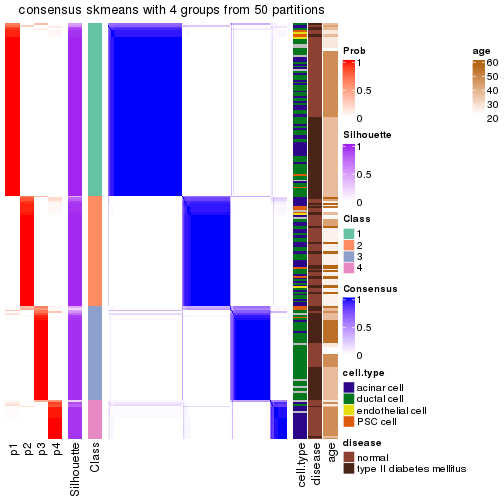 consensus skmeans with 4 groups from 50 partitions
Prob
1
0.5
0
Silhouette
1
0.5
0
Class
1
2
3
4
Consensus
1
0.5
0
cell.type
acinar cell
ductal cell
endothelial cell
PSC cell
disease
normal
type II diabetes mellitus
age
60
50
40
30
20
p1
p2
p3
p4
Silhouette
Class
cell.type
disease
age